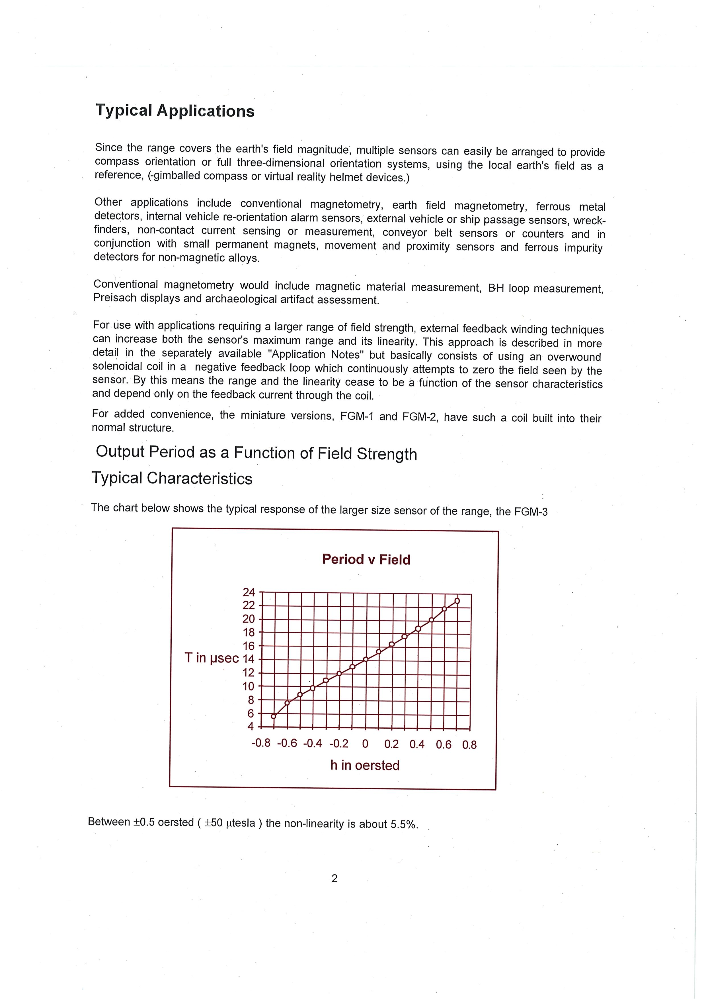 Typical Applications
Since the range covers the earth's field magnitude, multiple sensors can easily be arranged to provide
compass orientation or full three-dimensional orientation systems, using the local earth's field as a
reference, (-gimballed compass or virtual reality helmet devices.)
Other applications include conventional magnetometry, earth field magnetometry, ferrous metal
detectors, internal vehicle re-orientation alarm sensors, external vehicle or ship passage sensors, wreck-
finders, non-contact current sensing or measurement, conveyor belt sensors or counters and in
conjunction with small permanent magnets, movement and proximity sensors and ferrous impurity
detectors for non-magnetic alloys.
Conventional magnetometry would include magnetic material measurement, B-H loop measurement,
Preisach displays and archaeological artifact assessment.
For use with applications requiring a larger range of field strength, external feedback winding techniques
can increase both the sensor's maximum range and its linearity. This approach is described in more
detail in the separately available "Application Notes" but basically consists of using an overwound
solenoidal coil in a negative feedback loop which continuously attempts to zero the field seen by the
sensor. By this means the range and the linearity cease to be a function of the sensor characteristics
and depend only on the feedback current through the coil.
For added convenience, the miniature versions, FGM-1 and FGM-2, have such a coil built into their
normal structure.
Output Period as a Function of Field Strength
Typical Characteristics
The chart below shows the typical response of the larger size sensor of the range, the FGM-3
Period v Field
24
22
20
18
16
T in µsec 14
12
10
8
6
4
-0.8 -0.6 -0.4 -0.2 0 0.2 0.4 0.6 0.8
h in oersted
Between ±0.5 oersted ( ±50 µtesla ) the non-linearity is about 5.5%.
2